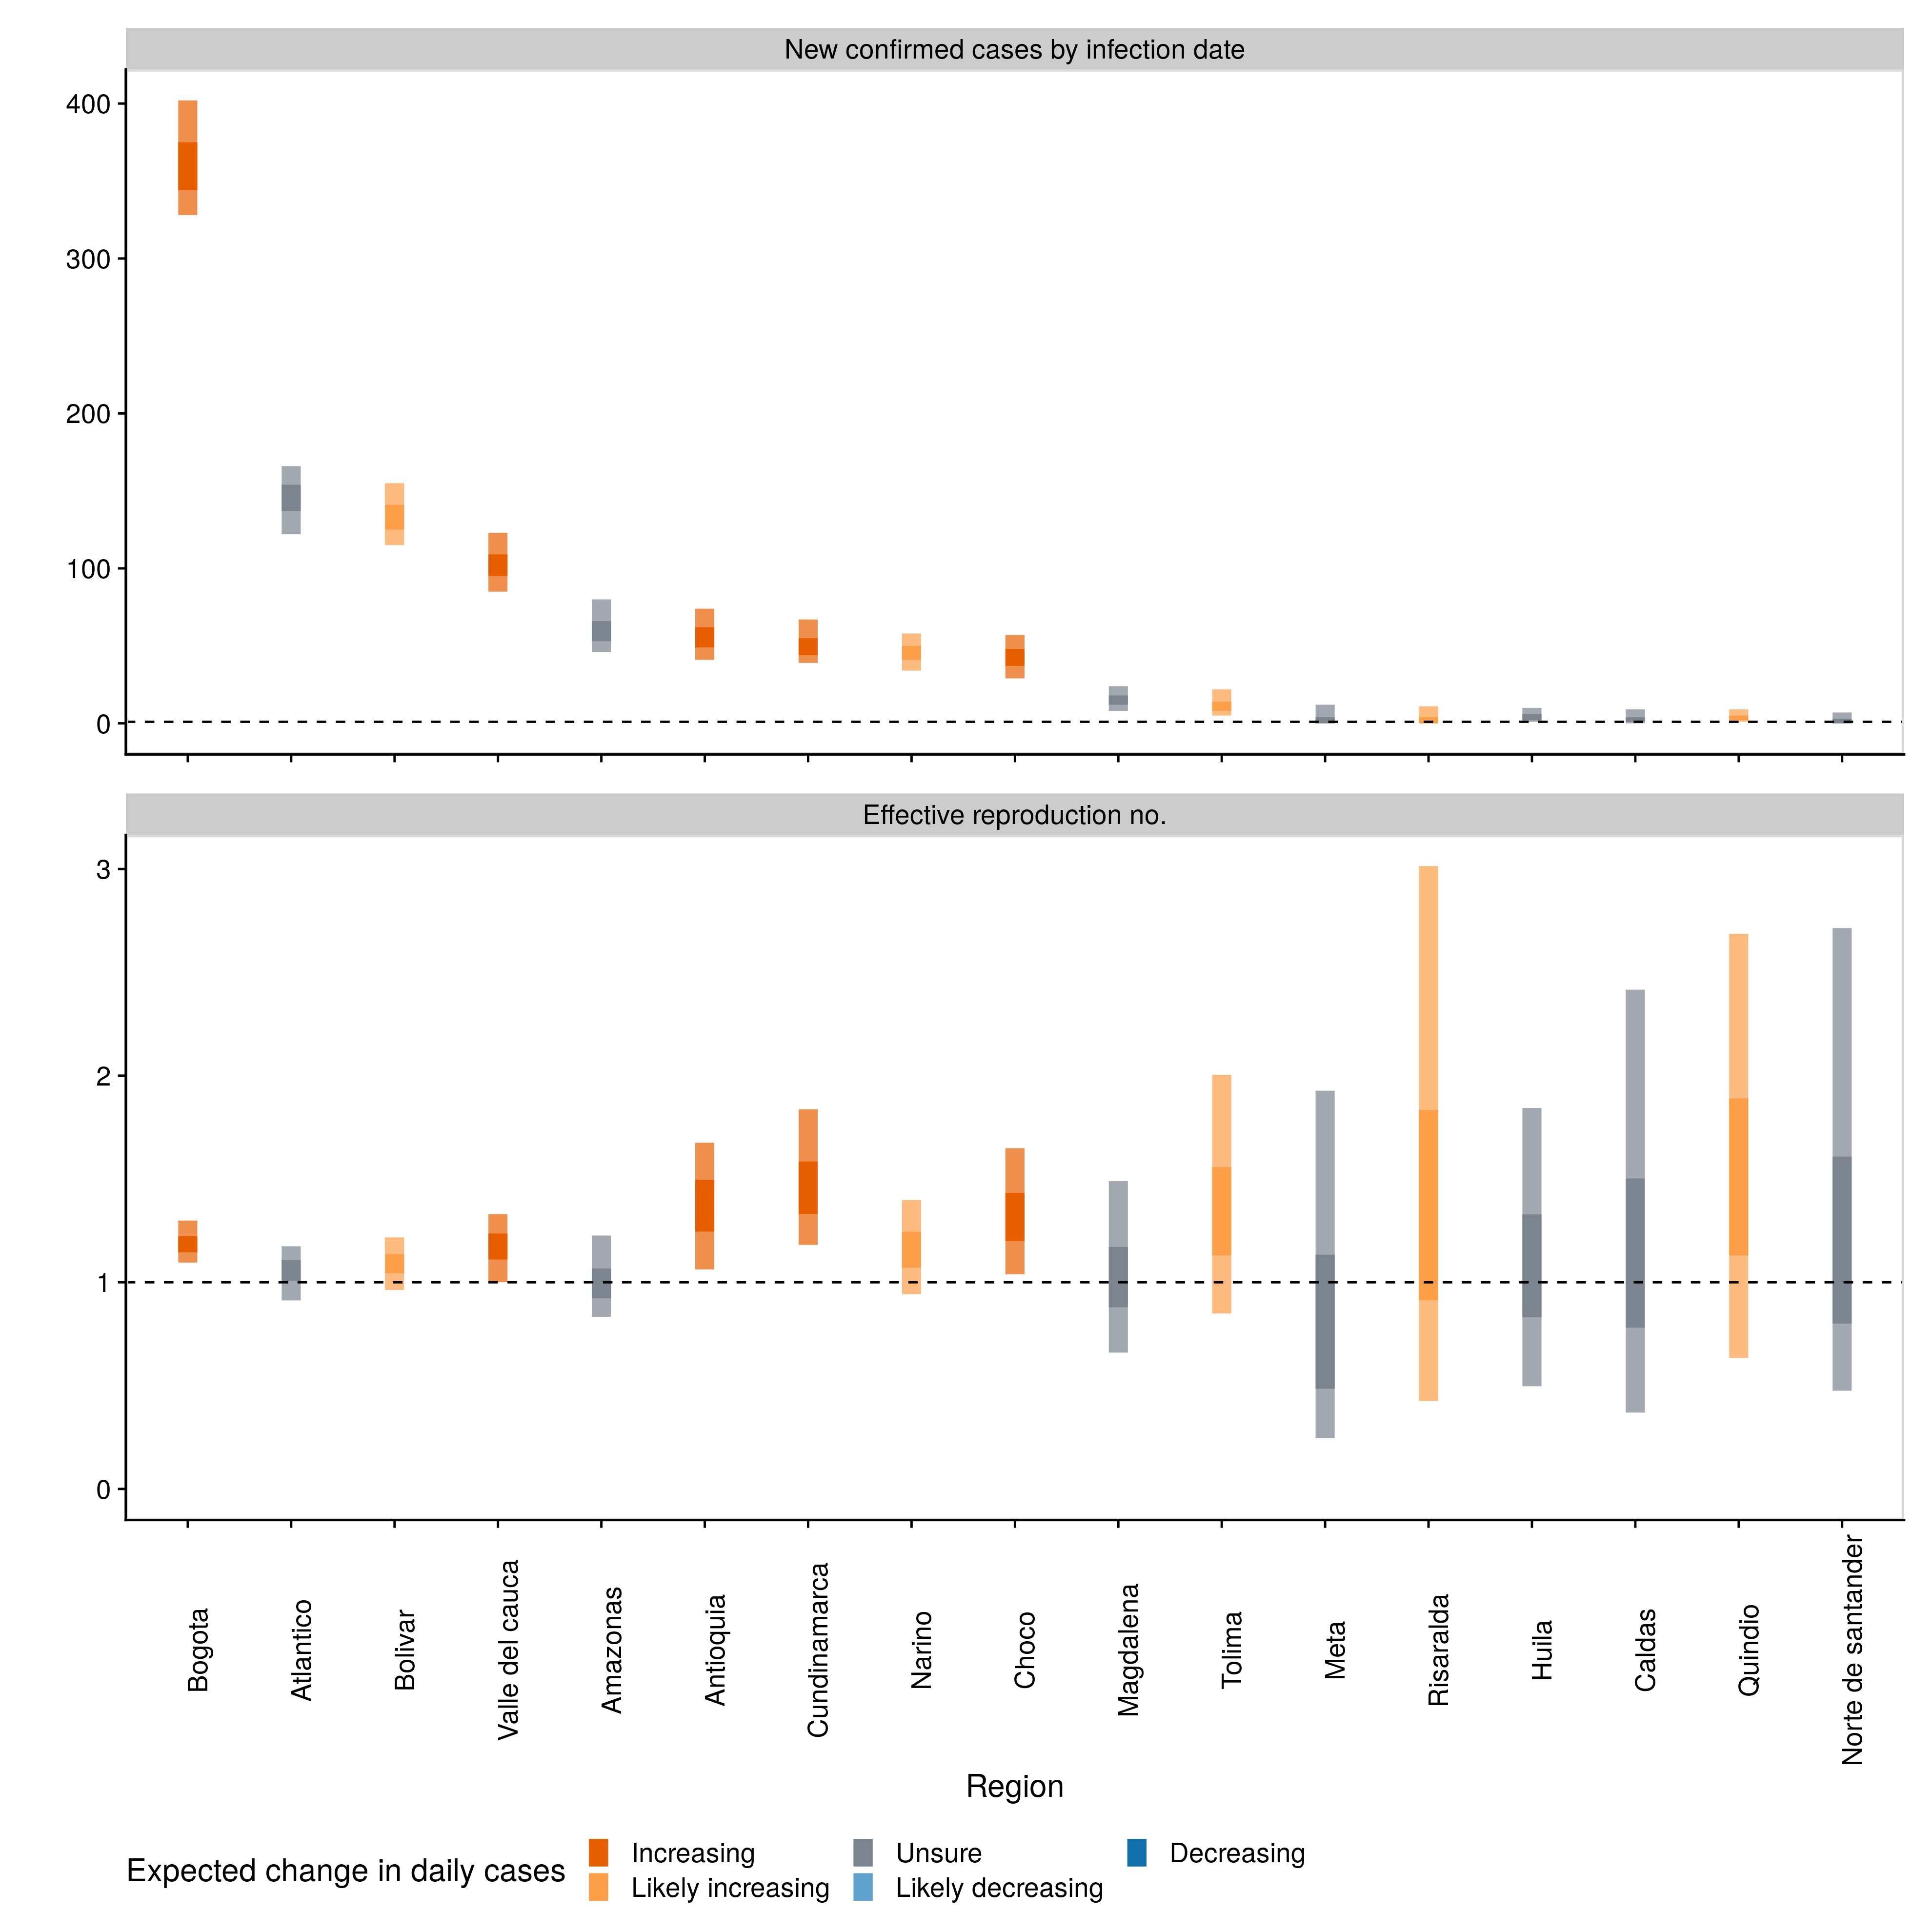 New confirmed cases by infection date
400
300
200
100
0
Effective reproduction no.
3
2
1
0
Bogota
Atlantico
Bolivar
Valle del cauca
Amazonas
Antioquia
Cundinamarca
Narino
Choco
Magdalena
Tolima
Meta
Risaralda
Huila
Caldas
Quindio
Norte de santander
Region
Expected change in daily cases
Increasing
Unsure
Decreasing
Likely increasing
Likely decreasing